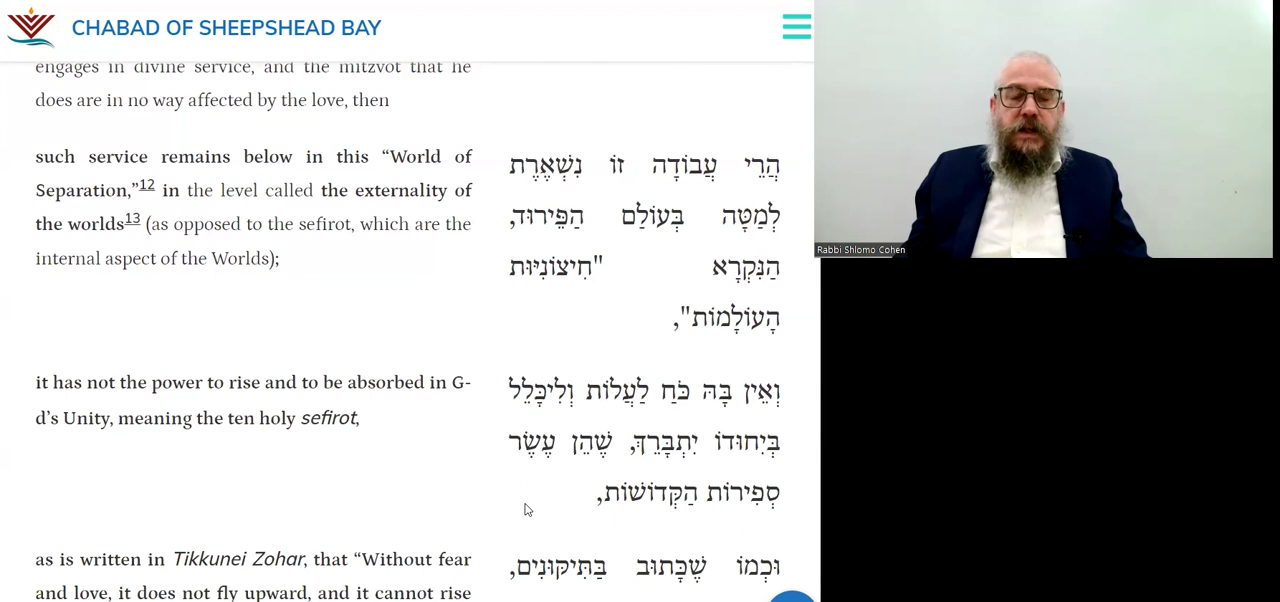 CHABAD OF SHEEPSHEAD BAY
engages in divine service, and the mitzvot that he
does are in no way affected by the love, then
such service remains below in this “World of
Separation,”12 in the level called the externality of
the worlds13 (as opposed to the sefirot, which are the
internal aspect of the Worlds);
הֲרֵי עֲבוֹדָה זוֹ נִשְׁאֶרֶת
לְמַטָּה בְּעוֹלַם הַפֵּירוּד,
הַנִּקְרָא "חִיצוֹנִיּוּת
הָעוֹלָמוֹת",
it has not the power to rise and to be absorbed in G-
d’s Unity, meaning the ten holy sefirot,
וְאֵין בָּהּ כֹּחַ לַעֲלוֹת וְלִיכָּלֵל
בְּיִחוּדוֹ יִתְבָּרֵךְ, שֶׁהֵן עֶשֶׂר
סְפִירוֹת הַקְּדוֹשׁוֹת,
as is written in Tikkunei Zohar, that “Without fear
and love, it does not fly upward, and it cannot rise
וּכְמוֹ שֶׁכָּתוּב בַּתִּיקּוּנִים,
Rabbi Shlomo Cohen